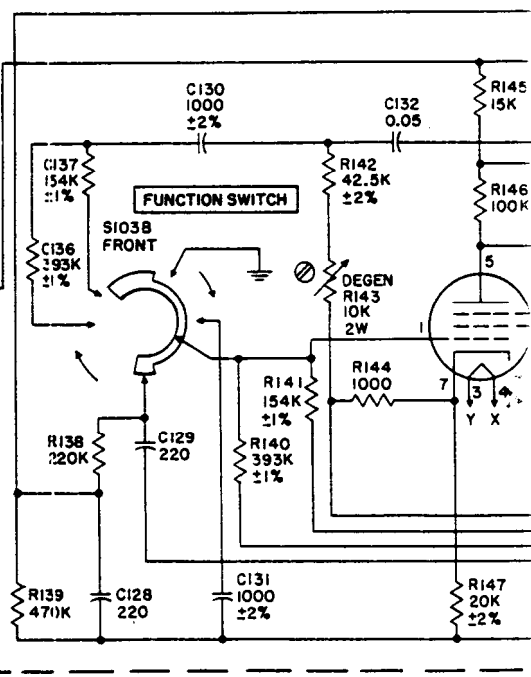 R145
15K
C130
1000
±2%
C132
0.05
C137
154K
±1%
R142
42.5K
±2%
R146
100K
FUNCTION SWITCH
S103B
FRONT
C136
393K
±1%
5
DEGEN
R143
10K
2W
1
R144
1000
7
3
4
Y
X
R141
154K
±1%
R138
220K
C129
220
R140
393K
±1%
R139
470K
C128
220
C131
1000
±2%
R147
20K
±2%